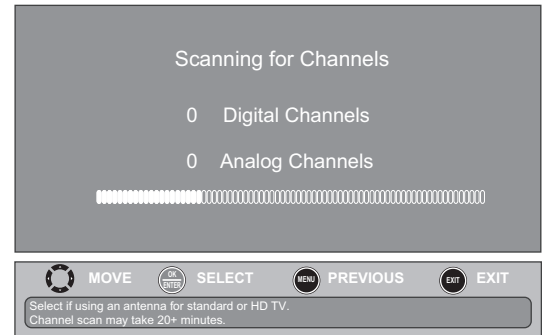 Scanning for Channels
0 Digital Channels
0 Analog Channels
MOVE OK ENTER SELECT MENU PREVIOUS EXIT EXIT
Select if using an antenna for standard or HD TV.
Channel scan may take 20+ minutes.